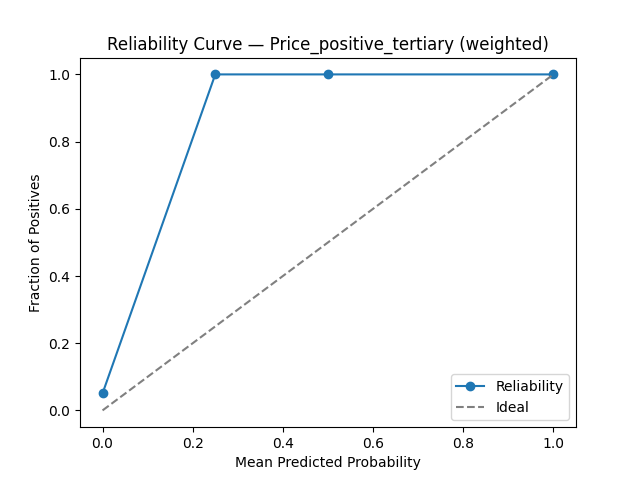 Reliability Curve — Price_positive_tertiary (weighted)
1.0
0.8
0.6
0.4
0.2
0.0
Fraction of Positives
Reliability
Ideal
0.0 0.2 0.4 0.6 0.8 1.0
Mean Predicted Probability